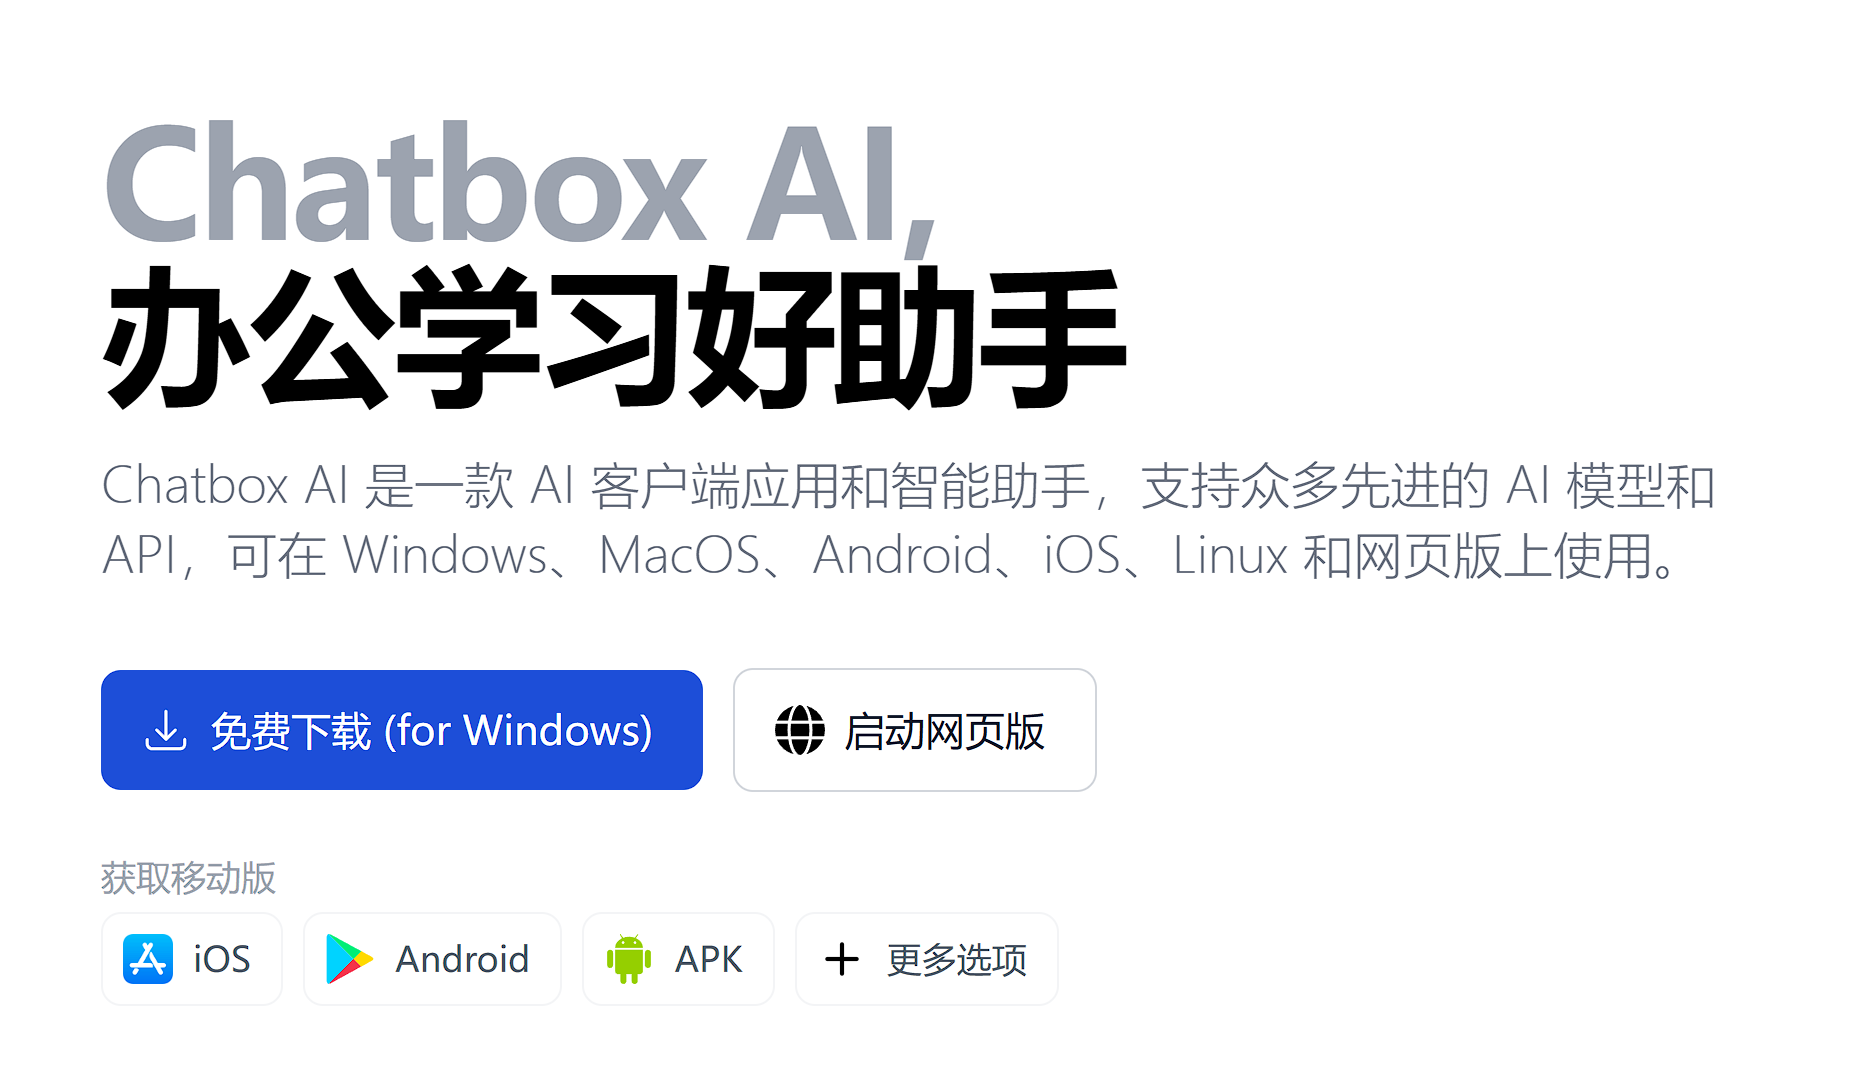 Chatbox AI,
办公学习好助手
Chatbox AI 是一款 AI 客户端应用和智能助手，支持众多先进的 AI 模型和
API，可在 Windows、MacOS、Android、iOS、Linux 和网页版上使用。
免费下载 (for Windows)
启动网页版
获取移动版
iOS
Android
APK
更多选项